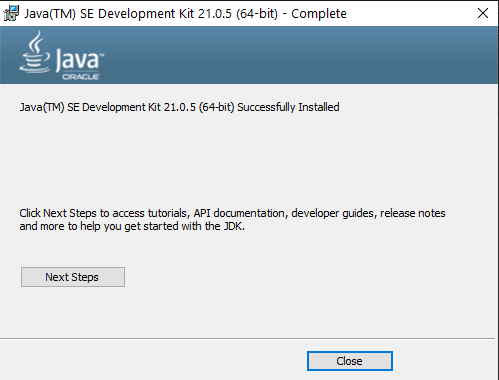 Java(TM) SE Development Kit 21.0.5 (64-bit) - Complete
Java™
ORACLE
Java(TM) SE Development Kit 21.0.5 (64-bit) Successfully Installed
Click Next Steps to access tutorials, API documentation, developer guides, release notes
and more to help you get started with the JDK.
Next Steps
Close